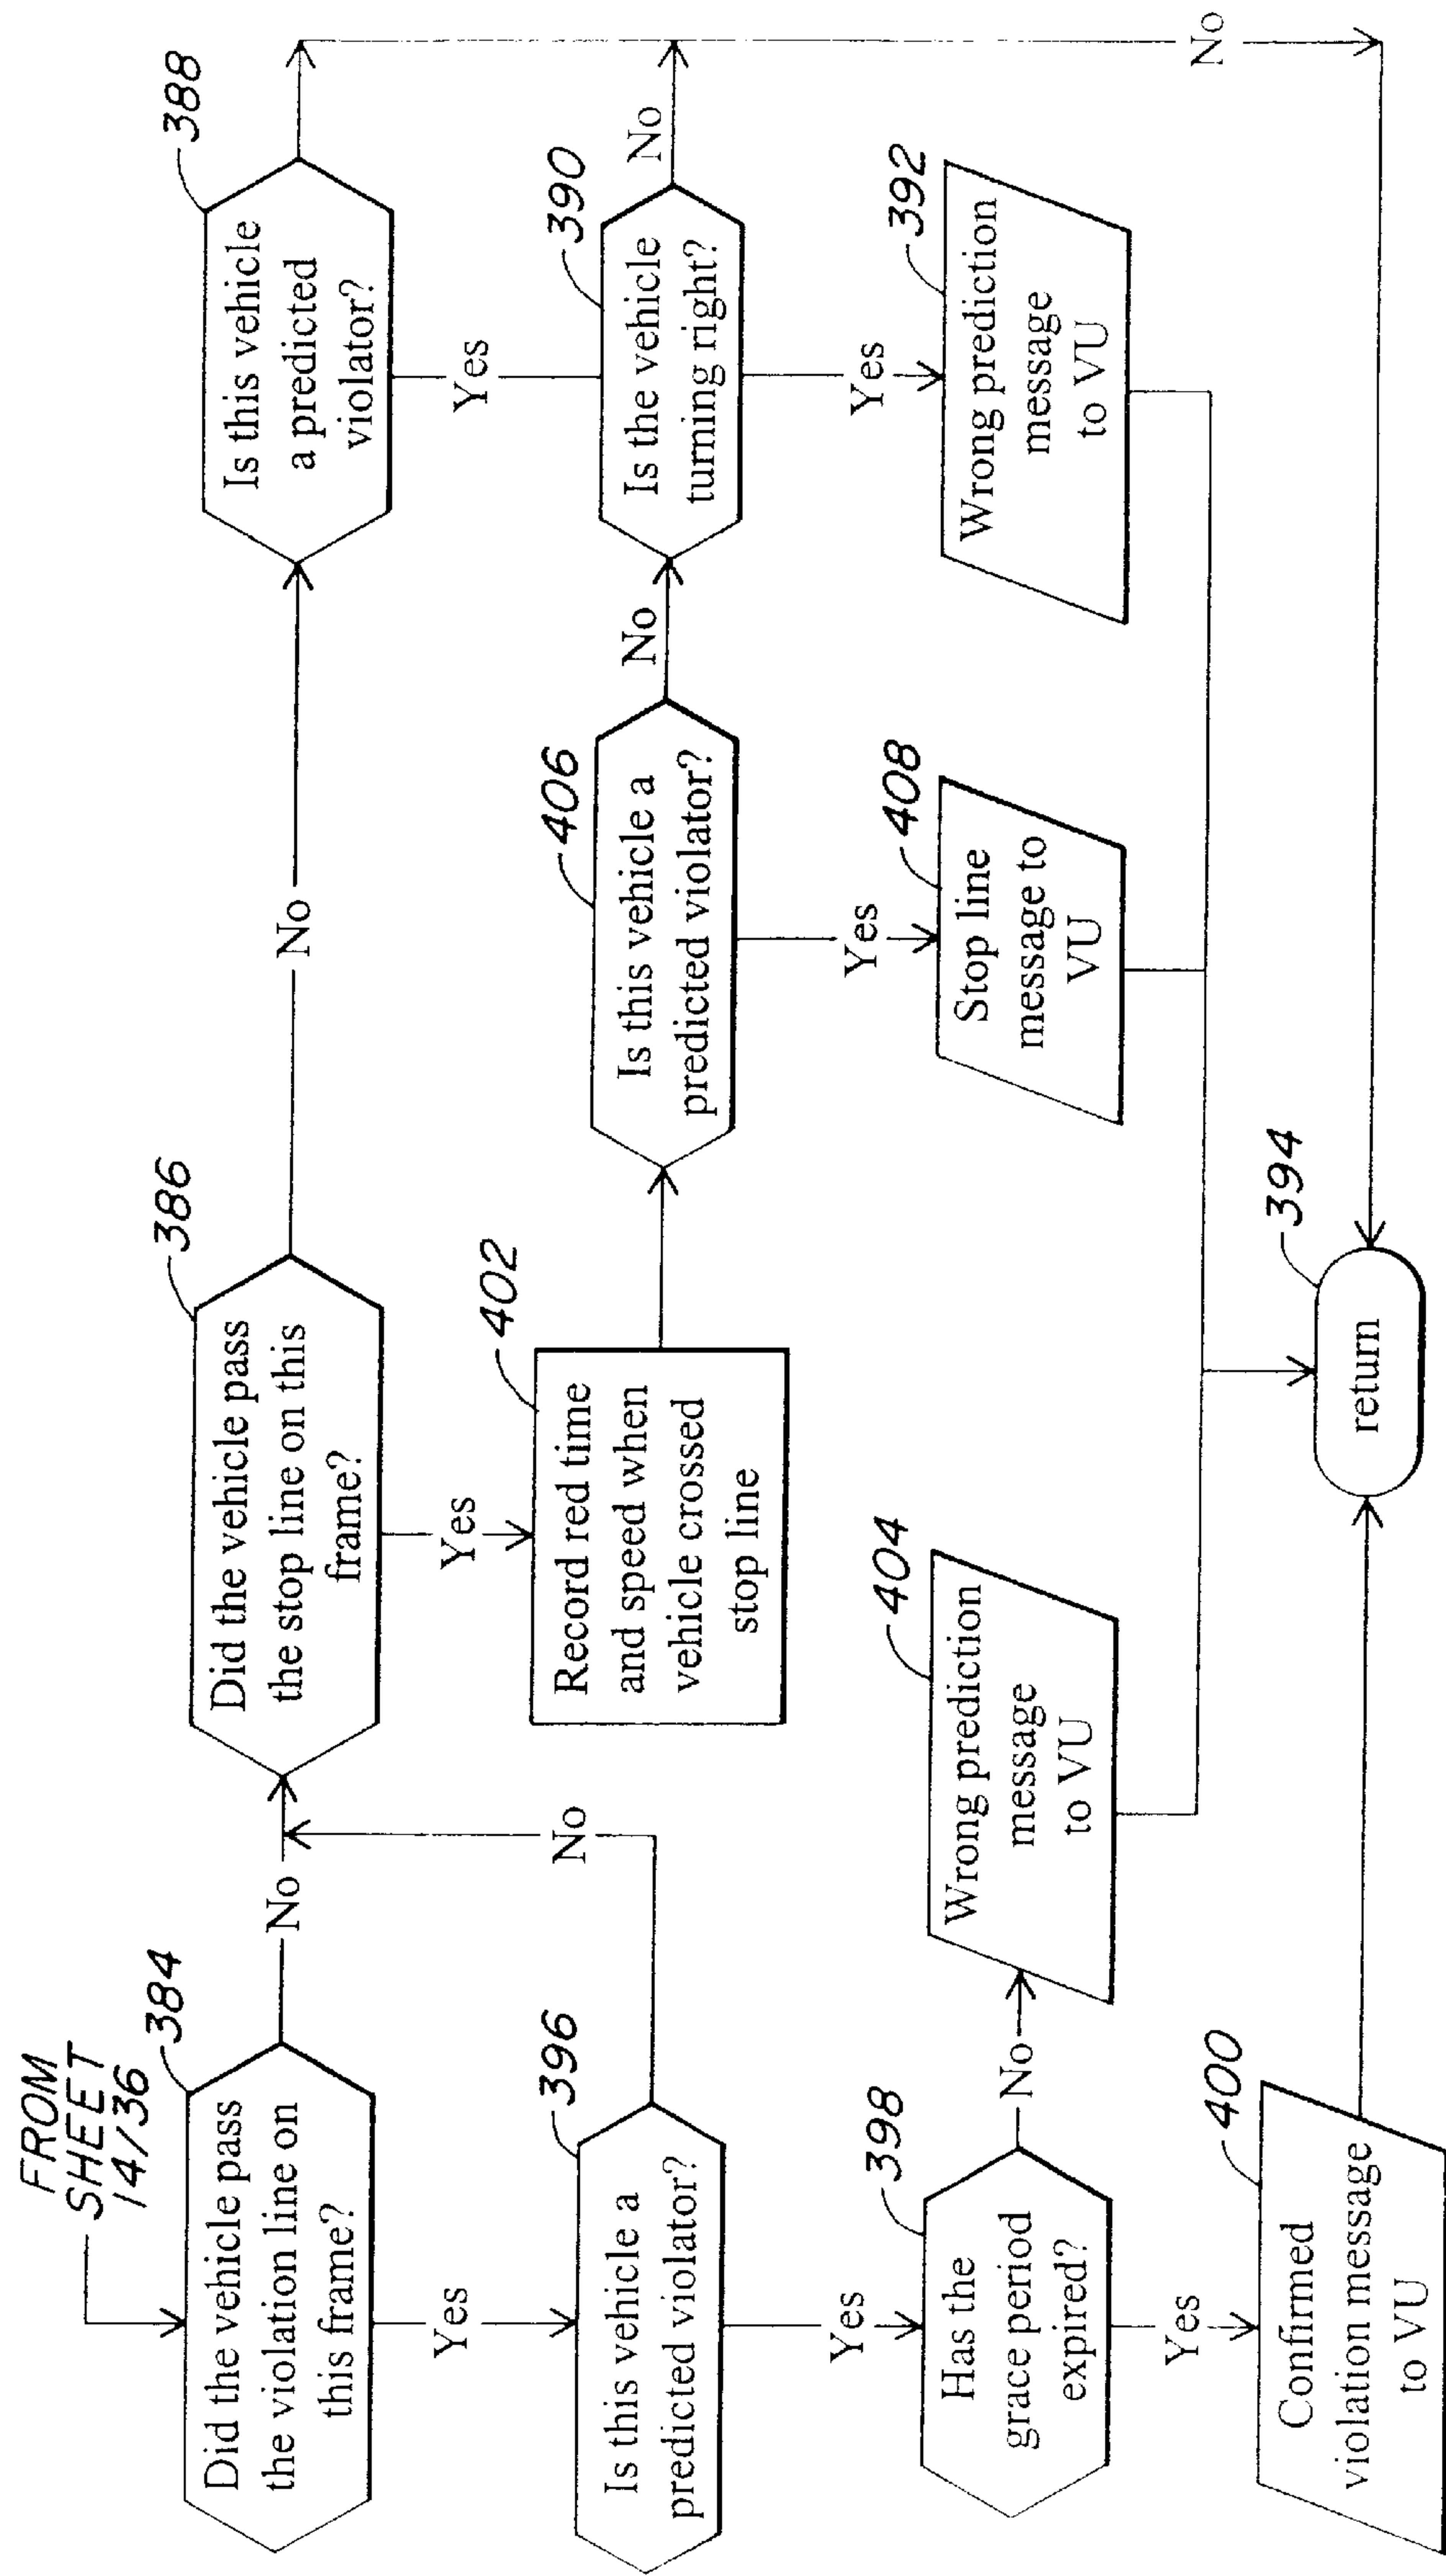 FROM
SHEET
14/36
384
Did the vehicle pass
the violation line on
this frame?
No
Yes
386
Did the vehicle pass
the stop line on this
frame?
No
Yes
388
Is this vehicle
a predicted
violator?
Yes
396
Is this vehicle a
predicted violator?
No
Yes
402
Record red time
and speed when
vehicle crossed
stop line
406
Is this vehicle a
predicted violator?
No
Yes
390
Is the vehicle
turning right?
No
Yes
398
Has the
grace period
expired?
No
Yes
404
Wrong prediction
message
to VU
408
Stop line
message to
VU
392
Wrong prediction
message
to VU
No
400
Confirmed
violation message
to VU
394
return